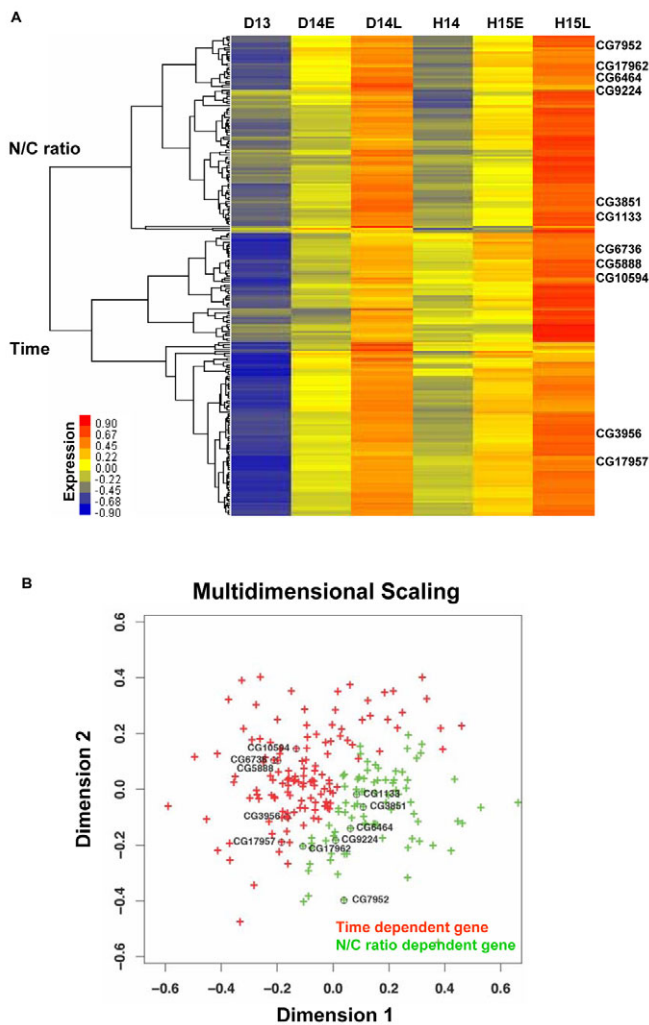 A
D13 D14E D14L H14 H15E H15L
CG7952
CG17962
CG6464
CG9224
N/C ratio
CG3851
CG1133
CG6736
CG5888
CG10594
Time
Expression
0.90
0.67
0.45
0.22
0.00
-0.22
-0.45
-0.68
-0.90
CG3956
CG17957
B
Multidimensional Scaling
Dimension 2
0.6
0.4
0.2
0.0
−0.2
−0.4
−0.6
CG10594
CG6736
CG5888
CG1133
CG3851
CG3956
CG6464
CG9224
CG17957
CG17962
CG7952
Time dependent gene
N/C ratio dependent gene
−0.6 −0.4 −0.2 0.0 0.2 0.4 0.6
Dimension 1